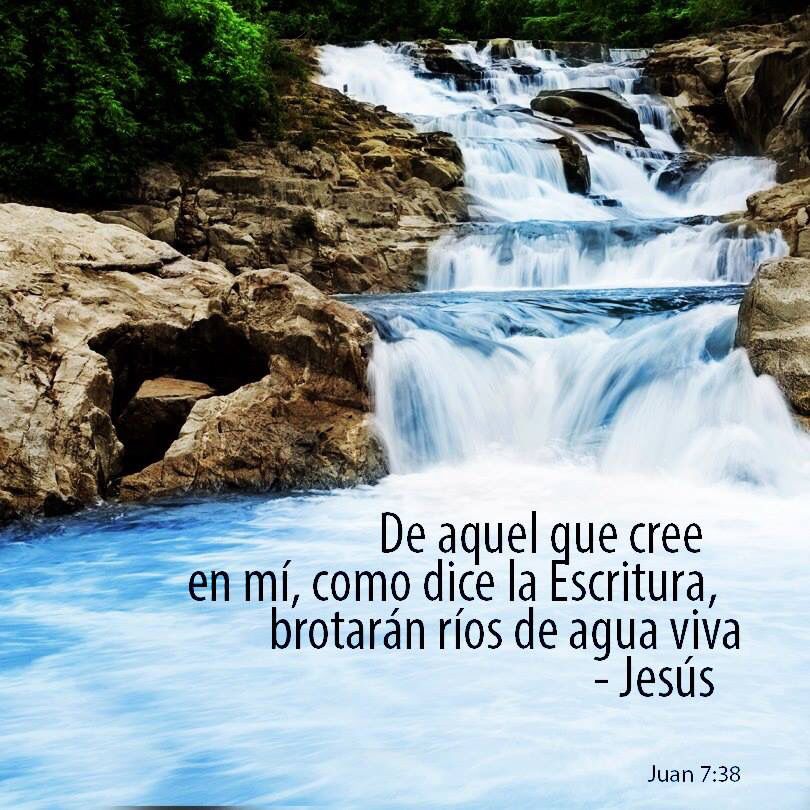 De aquel que cree
en mí, como dice la Escritura,
brotarán ríos de agua viva
- Jesús
Juan 7:38